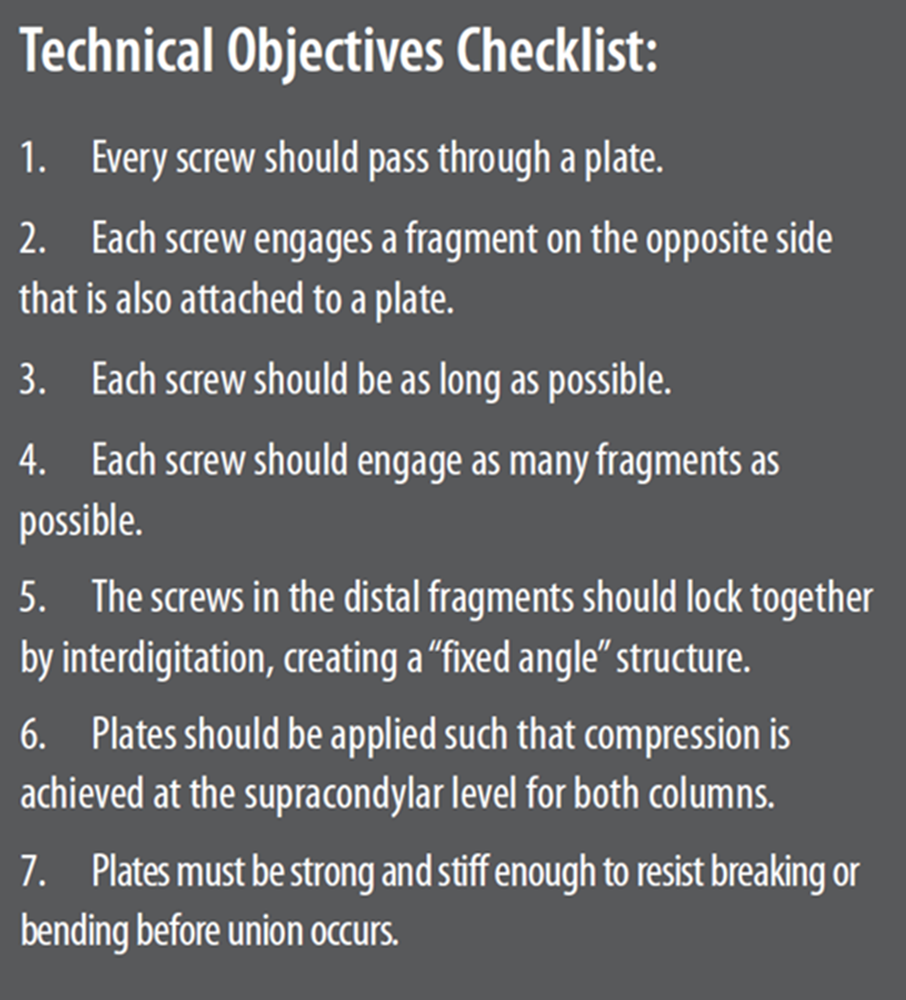 Technical Objectives Checklist:
1. Every screw should pass through a plate.
2. Each screw engages a fragment on the opposite side
that is also attached to a plate.
3. Each screw should be as long as possible.
4. Each screw should engage as many fragments as
possible.
5. The screws in the distal fragments should lock together
by interdigitation, creating a “fixed angle” structure.
6. Plates should be applied such that compression is
achieved at the supracondylar level for both columns.
7. Plates must be strong and stiff enough to resist breaking or
bending before union occurs.